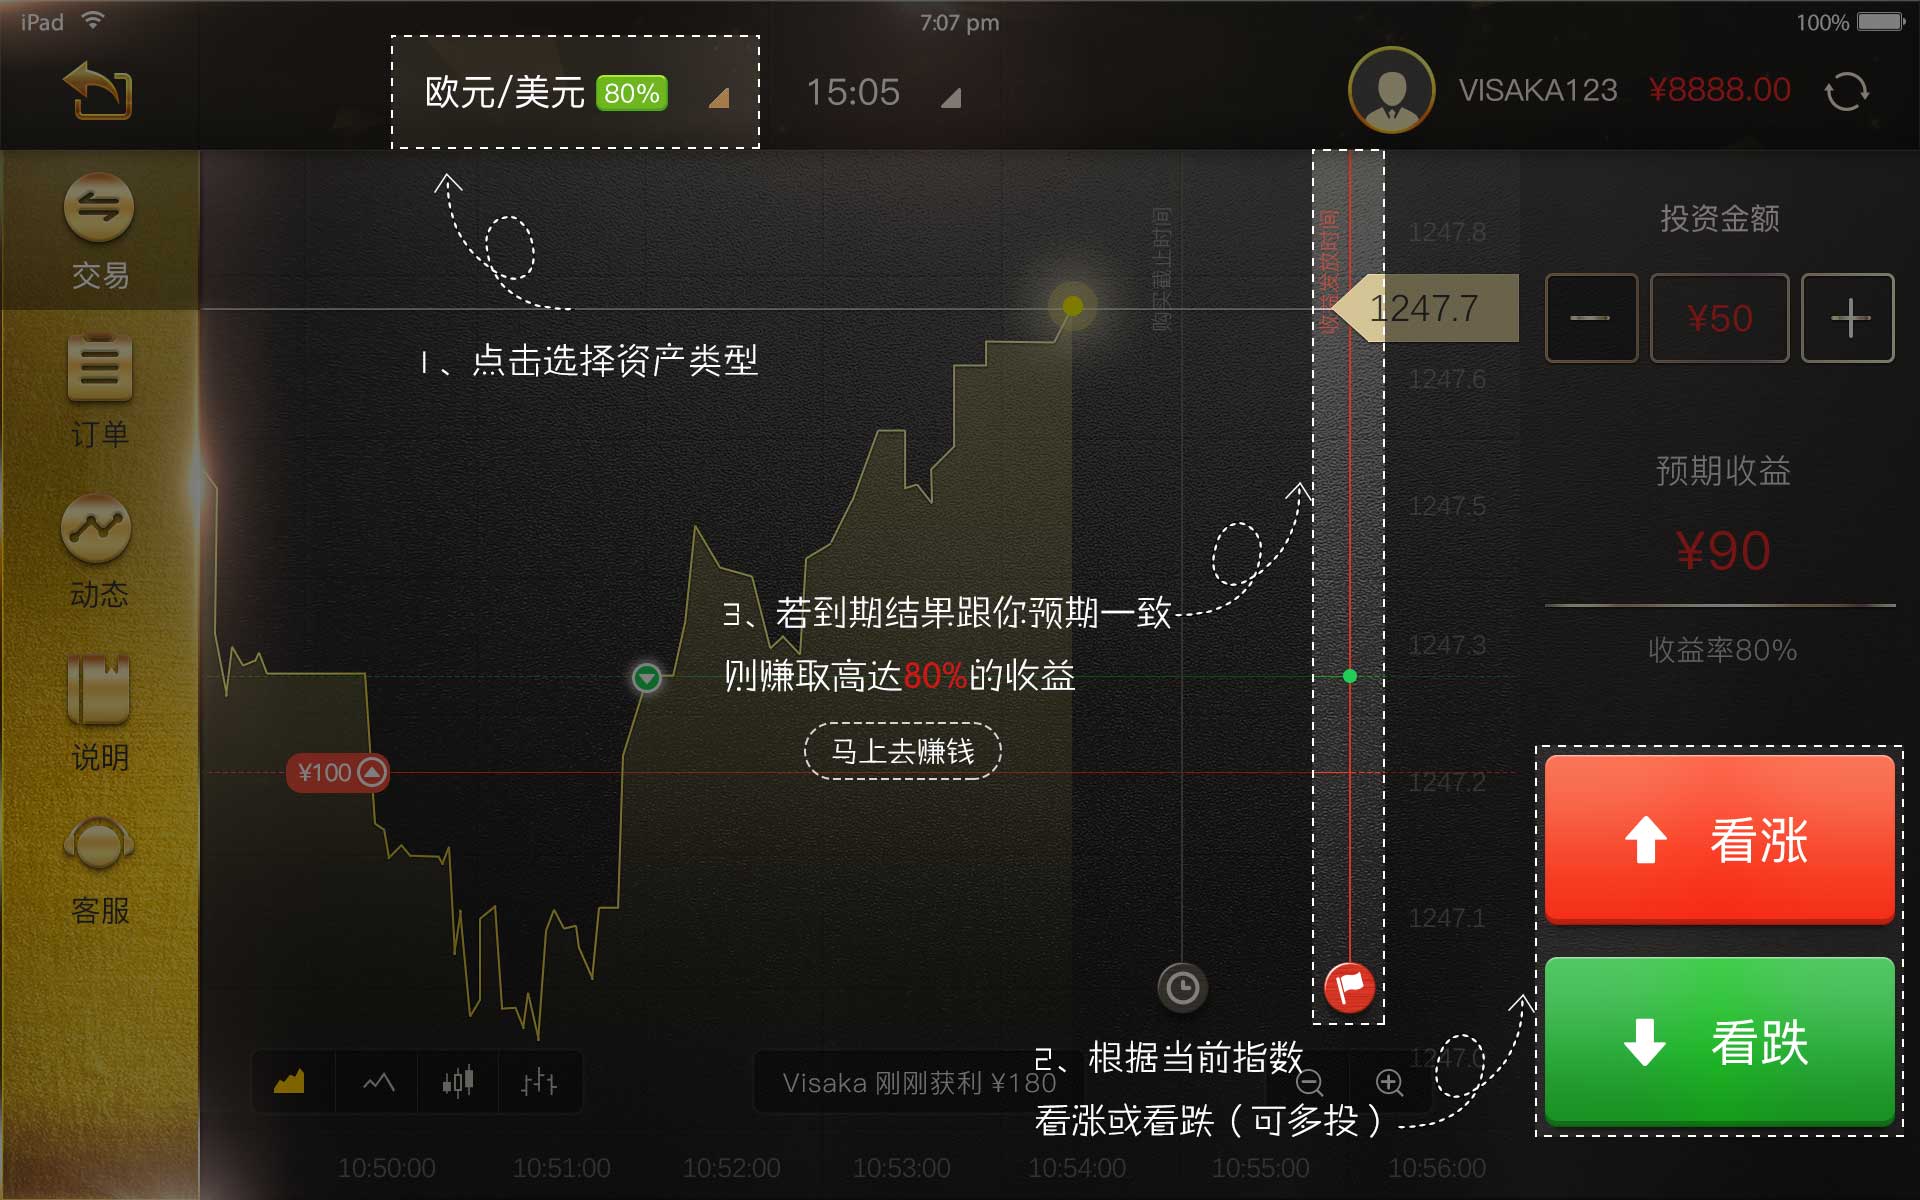 iPad
7:07 pm
100%
欧元/美元 80%
15:05
VISAKA123
¥8888.00
交易
订单
动态
说明
客服
购买截止时间
收益发放时间
1、点击选择资产类型
3、若到期结果跟你预期一致
则赚取高达80%的收益
马上去赚钱
¥100
1247.8
1247.7
1247.6
1247.5
1247.3
1247.2
1247.1
1247.0
投资金额
¥50
预期收益
¥90
收益率80%
看涨
看跌
2、根据当前指数
看涨或看跌（可多投）
Visaka 刚刚获利 ¥180
10:50:00
10:51:00
10:52:00
10:53:00
10:54:00
10:55:00
10:56:00